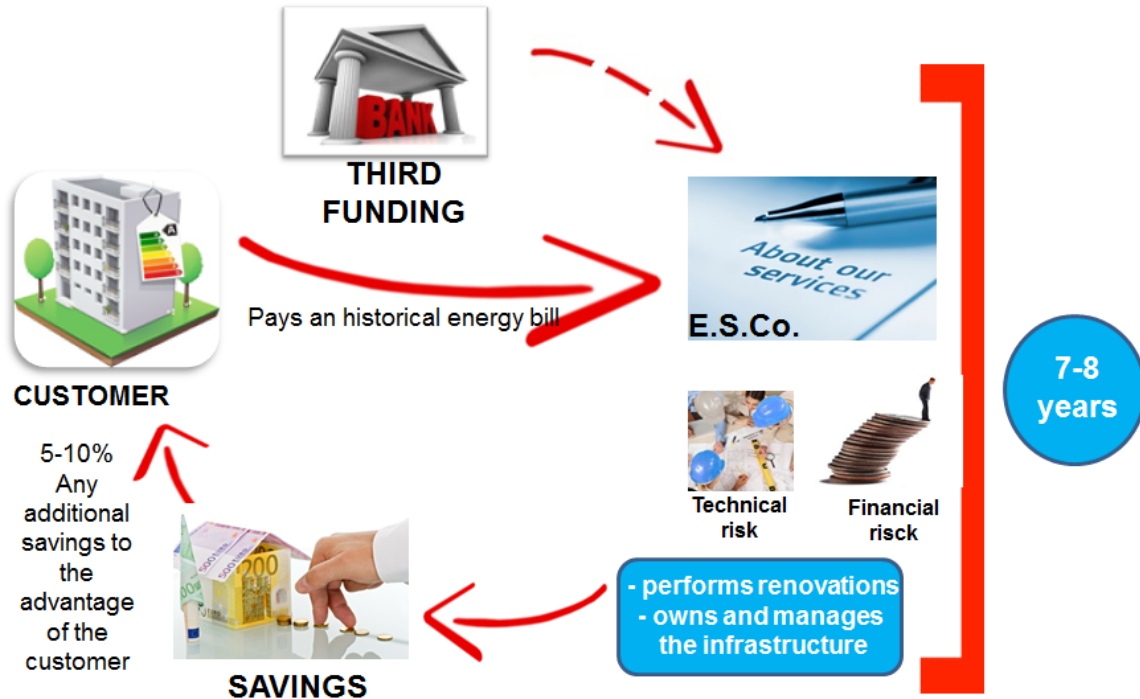 BANK
THIRD
FUNDING
A
About our
services
Pays an historical energy bill
E.S.Co.
CUSTOMER
7-8
years
5-10%
Any
additional
savings to
the
advantage
of the
customer
Technical
risk
Financial
risck
200
- performs renovations
- owns and manages
the infrastructure
SAVINGS